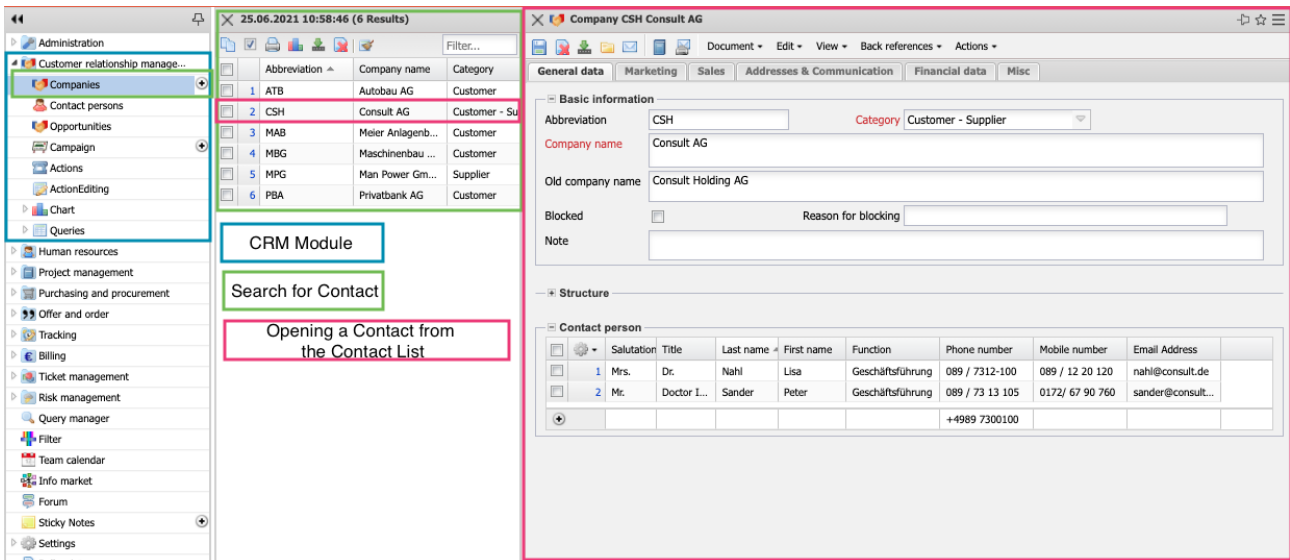 Administration
Customer relationship manage...
Companies
Contact persons
Opportunities
Campaign
Actions
ActionEditing
Chart
Queries
Human resources
Project management
Purchasing and procurement
Offer and order
Tracking
Billing
Ticket management
Risk management
Query manager
Filter
Team calendar
Info market
Forum
Sticky Notes
Settings
25.06.2021 10:58:46 (6 Results)
Filter...
Abbreviation Company name Category
1 ATB Autobau AG Customer
2 CSH Consult AG Customer - Su
3 MAB Meier Anlagenb... Customer
4 MBG Maschinenbau ... Customer
5 MPG Man Power Gm... Supplier
6 PBA Privatbank AG Customer
CRM Module
Search for Contact
Opening a Contact from
the Contact List
Company CSH Consult AG
Document Edit View Back references Actions
General data Marketing Sales Addresses & Communication Financial data Misc
Basic information
Abbreviation CSH Category Customer - Supplier
Company name Consult AG
Old company name Consult Holding AG
Blocked Reason for blocking
Note
Structure
Contact person
Salutation Title Last name First name Function Phone number Mobile number Email Address
1 Mrs. Dr. Nahl Lisa Geschäftsführung 089 / 7312-100 089 / 12 20 120 nahl@consult.de
2 Mr. Doctor I... Sander Peter Geschäftsführung 089 / 73 13 105 0172/ 67 90 760 sander@consult...
+4989 7300100